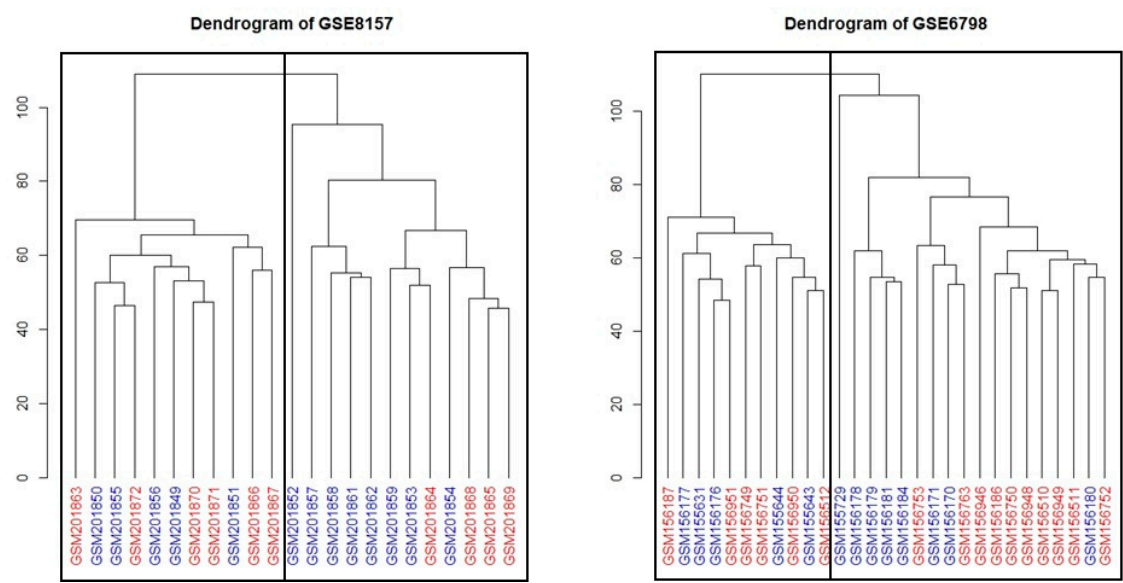 Dendrogram of GSE8157
100
80
60
40
20
0
GSM201863
GSM201850
GSM201855
GSM201872
GSM201856
GSM201849
GSM201870
GSM201871
GSM201851
GSM201866
GSM201867
GSM201852
GSM201857
GSM201858
GSM201861
GSM201862
GSM201859
GSM201853
GSM201864
GSM201854
GSM201868
GSM201865
GSM201869
Dendrogram of GSE6798
100
80
60
40
20
0
GSM156187
GSM156177
GSM155631
GSM156176
GSM156951
GSM156749
GSM156751
GSM155644
GSM156950
GSM155643
GSM156512
GSM155729
GSM156178
GSM156179
GSM156181
GSM156184
GSM156753
GSM156171
GSM156170
GSM156763
GSM156946
GSM156186
GSM156750
GSM156948
GSM156510
GSM156949
GSM156511
GSM156180
GSM156752